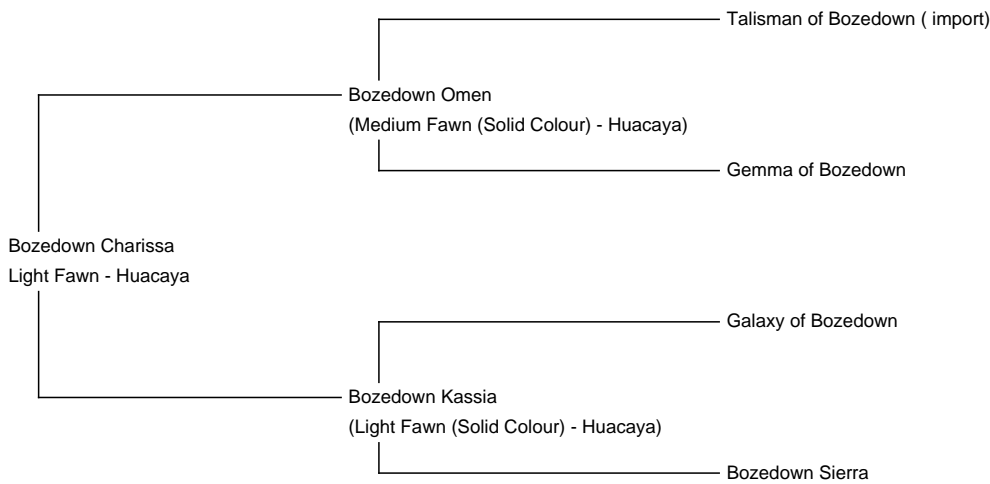 Talisman of Bozedown ( import)
Bozedown Omen
(Medium Fawn (Solid Colour) - Huacaya)
Gemma of Bozedown
Bozedown Charissa
Light Fawn - Huacaya
Galaxy of Bozedown
Bozedown Kassia
(Light Fawn (Solid Colour) - Huacaya)
Bozedown Sierra